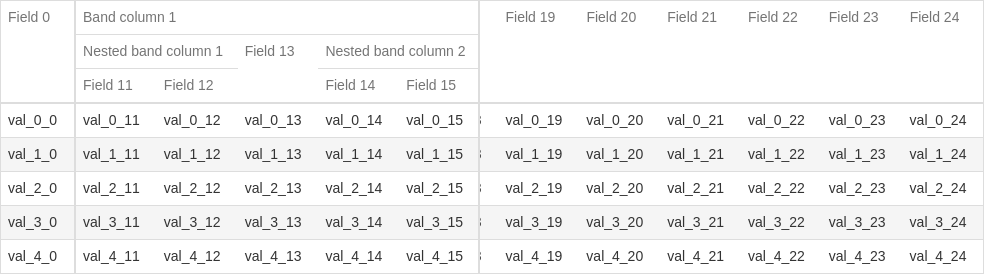 Field 0 Band column 1 Field 19 Field 20 Field 21 Field 22 Field 23 Field 24
Nested band column 1 Field 13 Nested band column 2
Field 11 Field 12 Field 14 Field 15
val_0_0 val_0_11 val_0_12 val_0_13 val_0_14 val_0_15 val_0_19 val_0_20 val_0_21 val_0_22 val_0_23 val_0_24
val_1_0 val_1_11 val_1_12 val_1_13 val_1_14 val_1_15 val_1_19 val_1_20 val_1_21 val_1_22 val_1_23 val_1_24
val_2_0 val_2_11 val_2_12 val_2_13 val_2_14 val_2_15 val_2_19 val_2_20 val_2_21 val_2_22 val_2_23 val_2_24
val_3_0 val_3_11 val_3_12 val_3_13 val_3_14 val_3_15 val_3_19 val_3_20 val_3_21 val_3_22 val_3_23 val_3_24
val_4_0 val_4_11 val_4_12 val_4_13 val_4_14 val_4_15 val_4_19 val_4_20 val_4_21 val_4_22 val_4_23 val_4_24